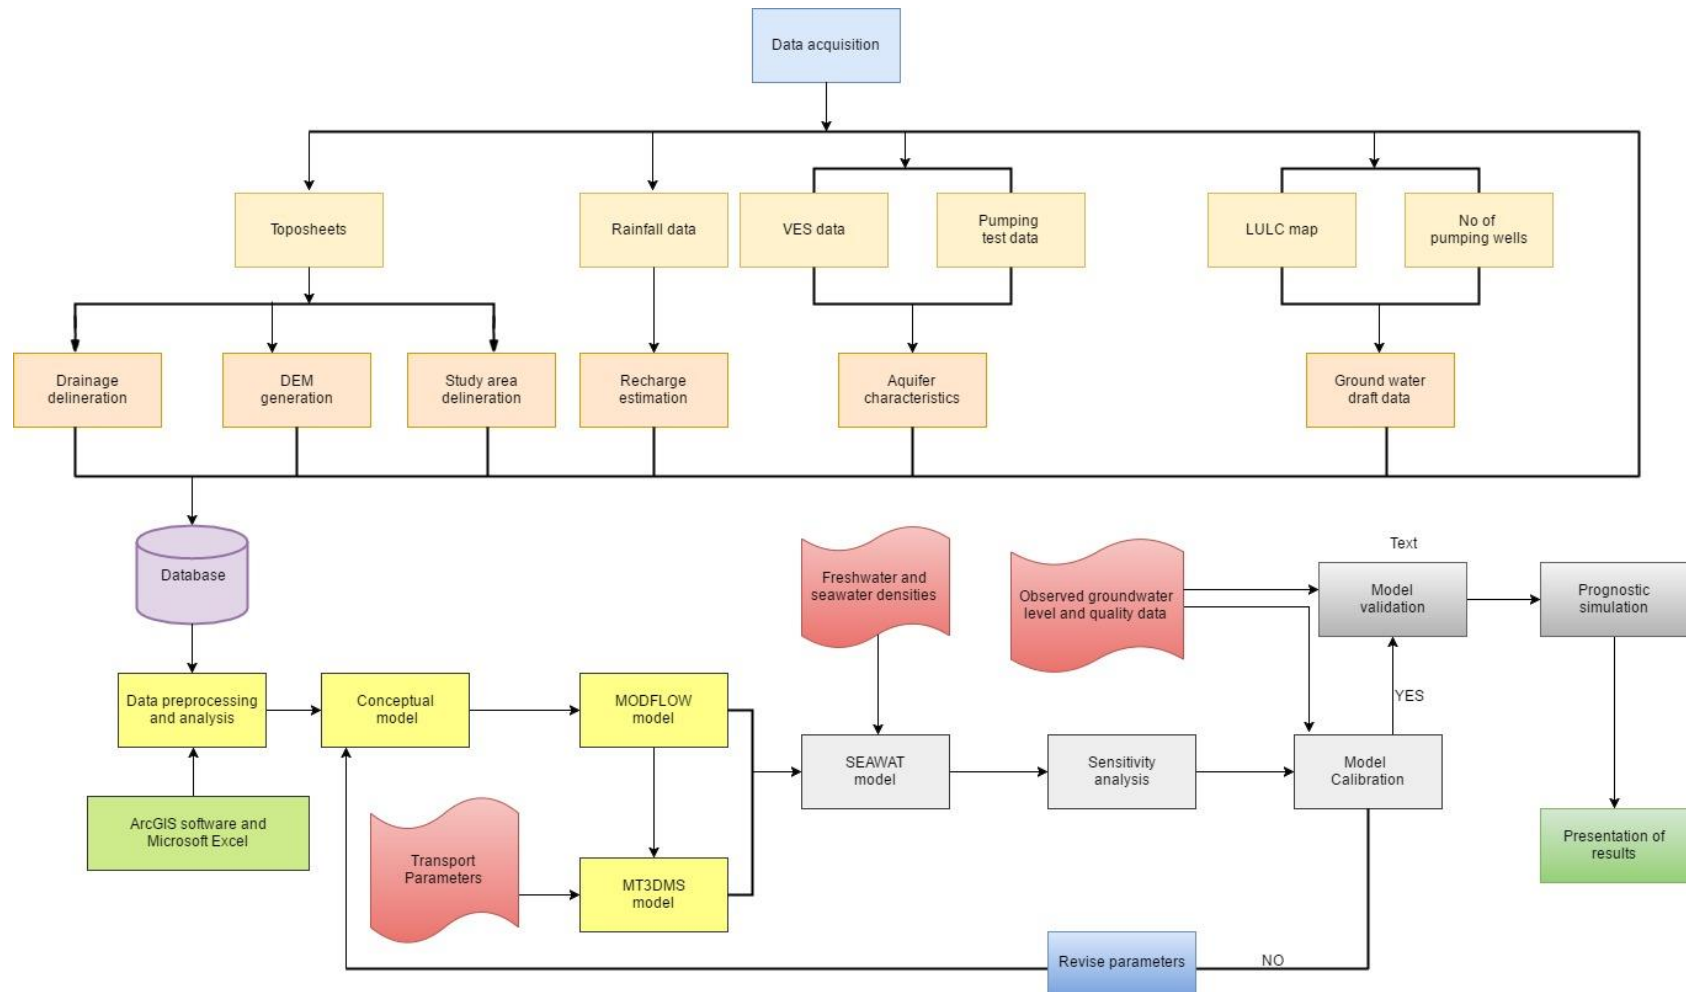 Data acquisition
Toposheets
Rainfall data
VES data
Pumping
test data
LULC map
No of
pumping wells
Drainage
delineration
DEM
generation
Study area
delineration
Recharge
estimation
Aquifer
characteristics
Ground water
draft data
Database
Freshwater and
seawater densities
Observed groundwater
level and quality data
Text
Model
validation
Prognostic
simulation
Data preprocessing
and analysis
Conceptual
model
MODFLOW
model
YES
SEAWAT
model
Sensitivity
analysis
Model
Calibration
ArcGIS software and
Microsoft Excel
Transport
Parameters
MT3DMS
model
Presentation of
results
Revise parameters
NO